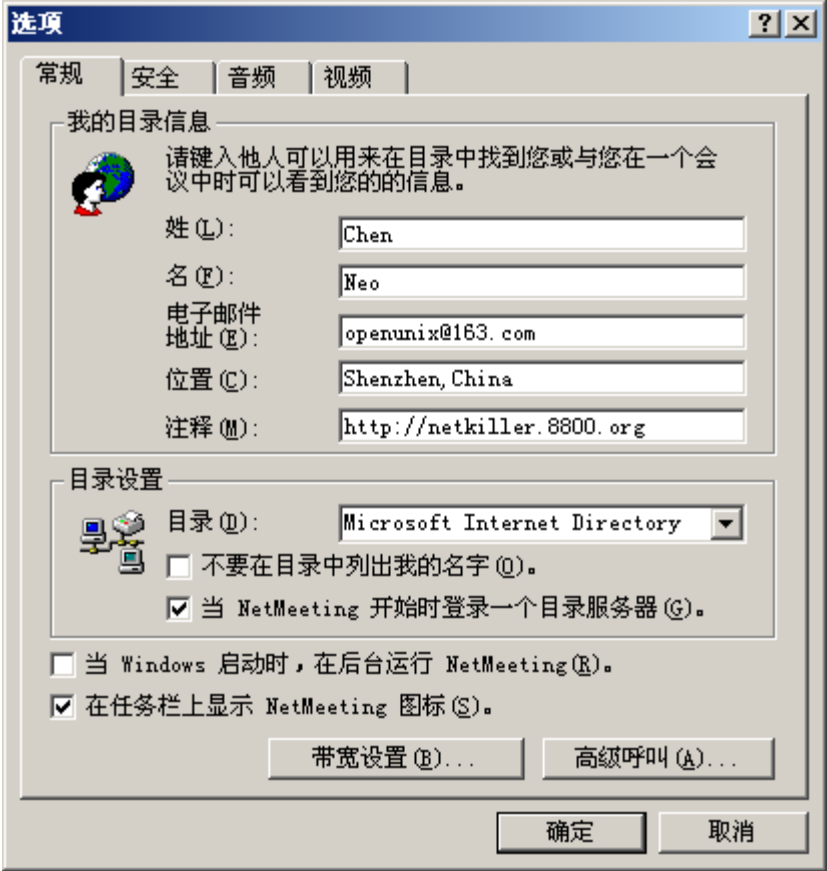 选项
常规 安全 音频 视频
我的目录信息
请键入他人可以用来在目录中找到您或与您在一个会
议中时可以看到您的的信息。
姓(L): Chen
名(F): Neo
电子邮件
地址(E): openunix@163.com
位置(C): Shenzhen,China
注释(M): http://netkiller.8800.org
目录设置
目录(D): Microsoft Internet Directory
不要在目录中列出我的名字(O)。
当 NetMeeting 开始时登录一个目录服务器(G)。
当 Windows 启动时，在后台运行 NetMeeting(R)。
在任务栏上显示 NetMeeting 图标(S)。
带宽设置(B)... 高级呼叫(A)...
确定 取消